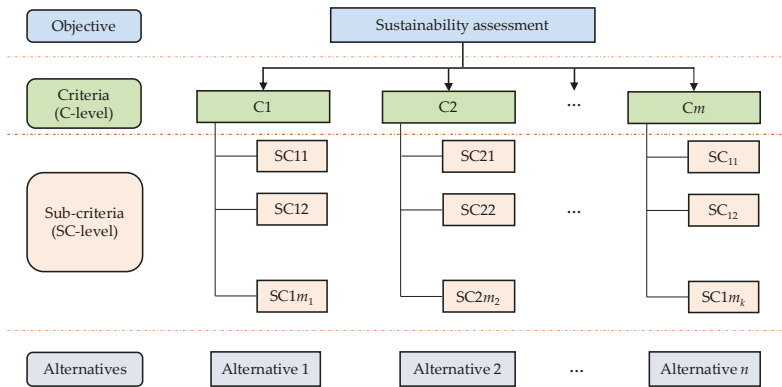 Objective
Sustainability assessment
Criteria
(C-level)
C1
C2
...
Cm
Sub-criteria
(SC-level)
SC11
SC21
SC₁₁
SC12
SC22
...
SC₁₂
SC1m₁
SC2m₂
SC1mₖ
Alternatives
Alternative 1
Alternative 2
...
Alternative n